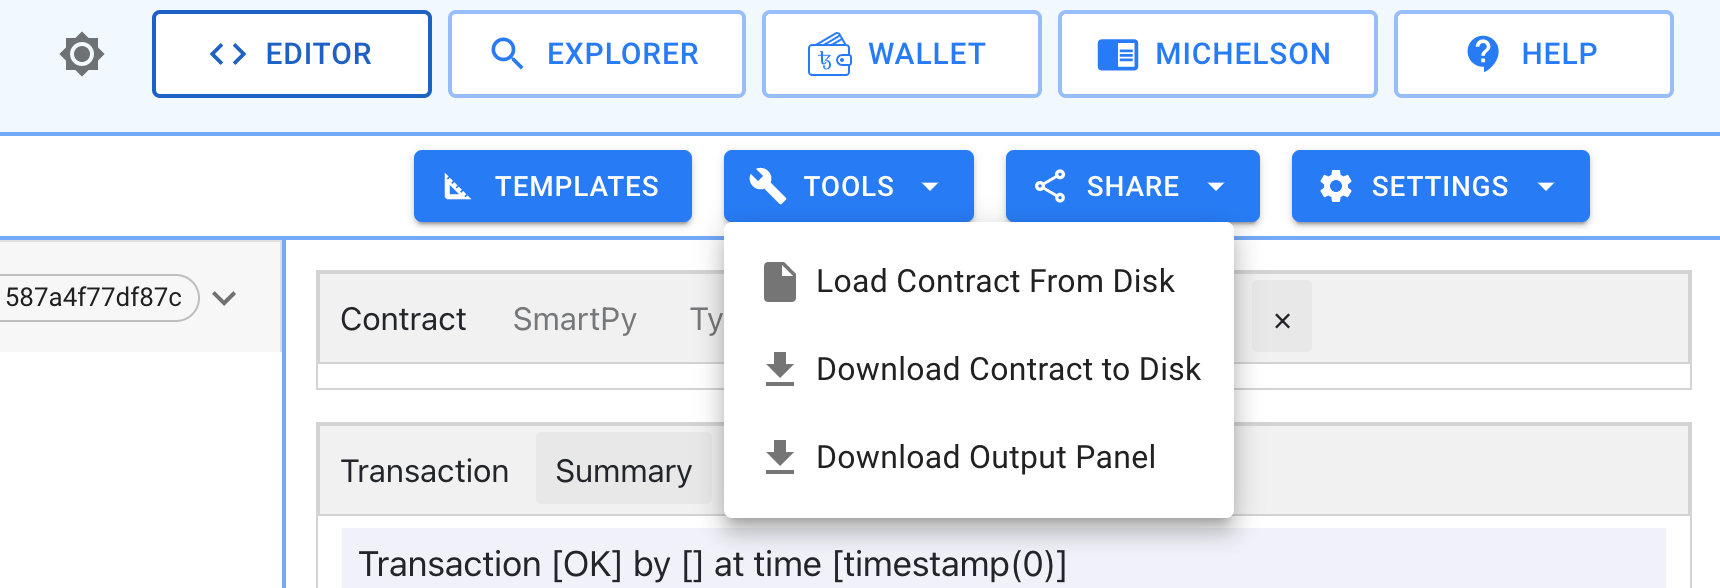 EDITOR EXPLORER WALLET MICHELSON HELP
TEMPLATES TOOLS SHARE SETTINGS
587a4f77df87c
Load Contract From Disk
Contract SmartPy Ty ×
Download Contract to Disk
Download Output Panel
Transaction Summary
Transaction [OK] by [] at time [timestamp(0)]